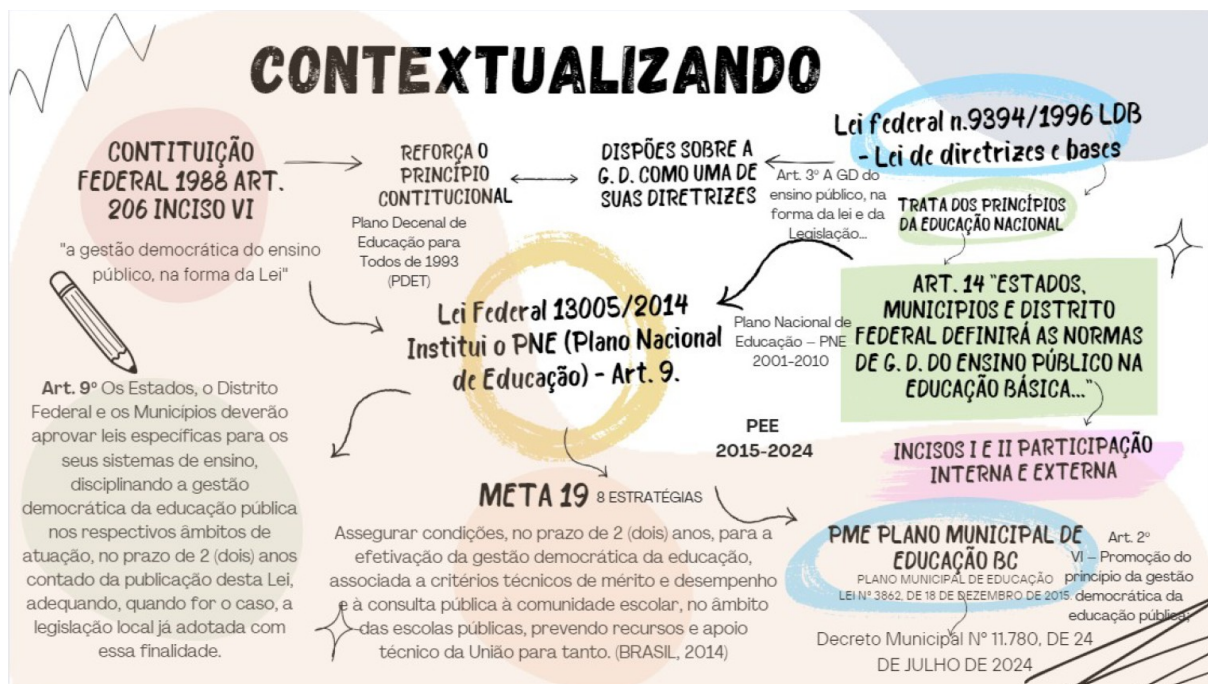 CONTEXTUALIZANDO
CONTITUIÇÃO
FEDERAL 1988 ART.
206 INCISO VI
"a gestão democrática do ensino
público, na forma da Lei"
REFORÇA O
PRINCÍPIO
CONTITUCIONAL
Plano Decenal de
Educação para
Todos de 1993
(PDET)
DISPÕES SOBRE A
G. D. COMO UMA DE
SUAS DIRETRIZES
Lei federal n.9394/1996 LDB
- Lei de diretrizes e bases
Art. 3º A GD do
ensino público, na
forma da lei e da
Legislação...
TRATA DOS PRINCÍPIOS
DA EDUCAÇÃO NACIONAL
ART. 14 "ESTADOS,
MUNICIPIOS E DISTRITO
FEDERAL DEFINIRÁ AS NORMAS
DE G. D. DO ENSINO PÚBLICO NA
EDUCAÇÃO BÁSICA..."
INCISOS I E II PARTICIPAÇÃO
INTERNA E EXTERNA
Lei Federal 13005/2014
Institui o PNE (Plano Nacional
de Educação) - Art. 9.
Plano Nacional de
Educação – PNE
2001-2010
PEE
2015-2024
Art. 9º Os Estados, o Distrito
Federal e os Municípios deverão
aprovar leis específicas para os
seus sistemas de ensino,
disciplinando a gestão
democrática da educação pública
nos respectivos âmbitos de
atuação, no prazo de 2 (dois) anos
contado da publicação desta Lei,
adequando, quando for o caso, a
legislação local já adotada com
essa finalidade.
META 19 8 ESTRATÉGIAS
Assegurar condições, no prazo de 2 (dois) anos, para a
efetivação da gestão democrática da educação,
associada a critérios técnicos de mérito e desempenho
e à consulta pública à comunidade escolar, no âmbito
das escolas públicas, prevendo recursos e apoio
técnico da União para tanto. (BRASIL, 2014)
PME PLANO MUNICIPAL DE
EDUCAÇÃO BC
PLANO MUNICIPAL DE EDUCAÇÃO
LEI Nº 3862, DE 18 DE DEZEMBRO DE 2015.
Art. 2º
VI – Promoção do
princípio da gestão
democrática da
educação pública;
Decreto Municipal N° 11.780, DE 24
DE JULHO DE 2024